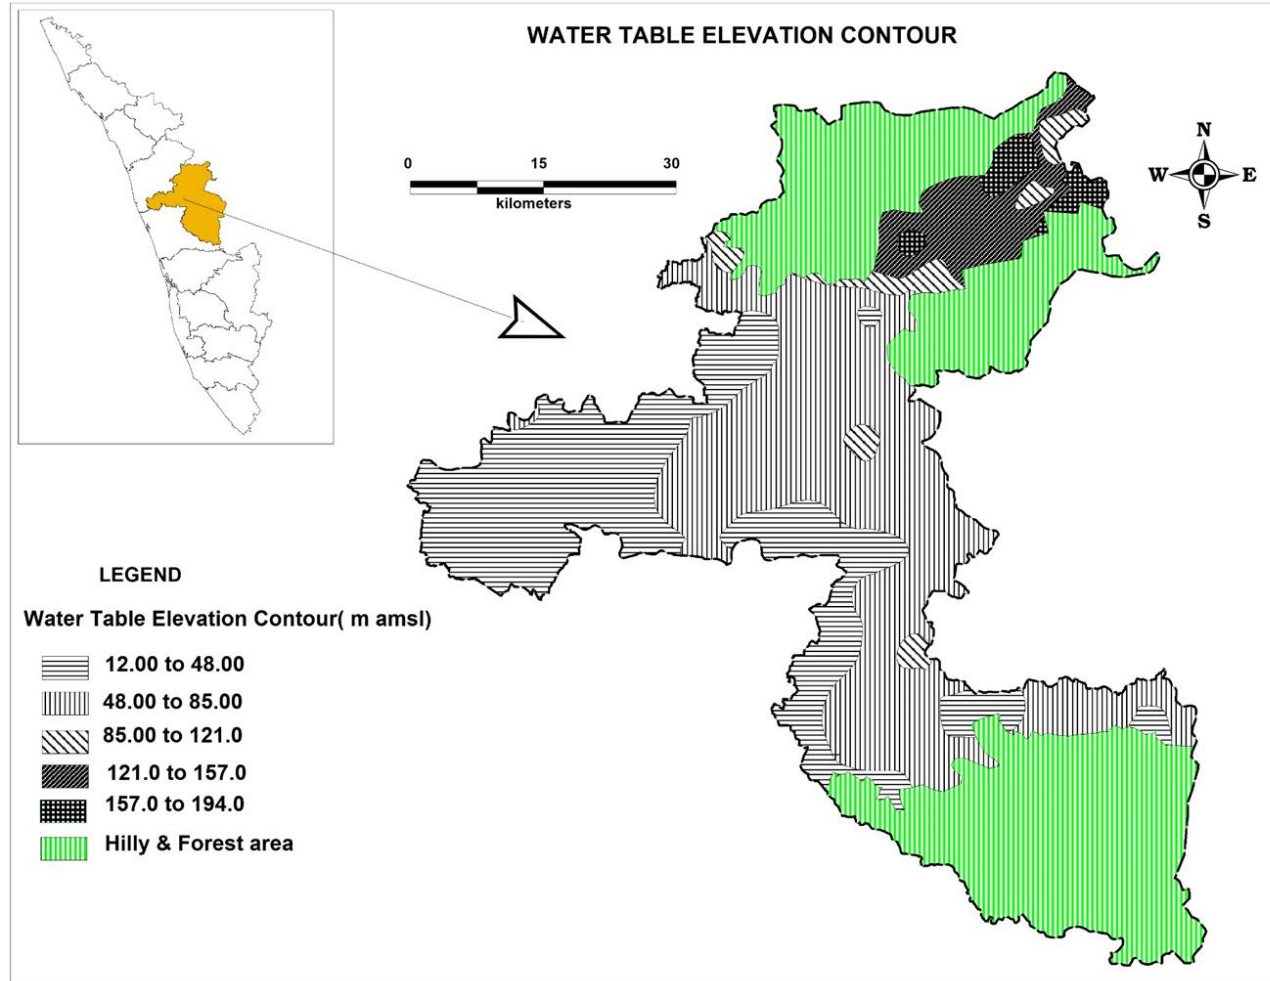 WATER TABLE ELEVATION CONTOUR
0 15 30
kilometers
N
W E
S
LEGEND
Water Table Elevation Contour( m amsl)
12.00 to 48.00
48.00 to 85.00
85.00 to 121.0
121.0 to 157.0
157.0 to 194.0
Hilly & Forest area